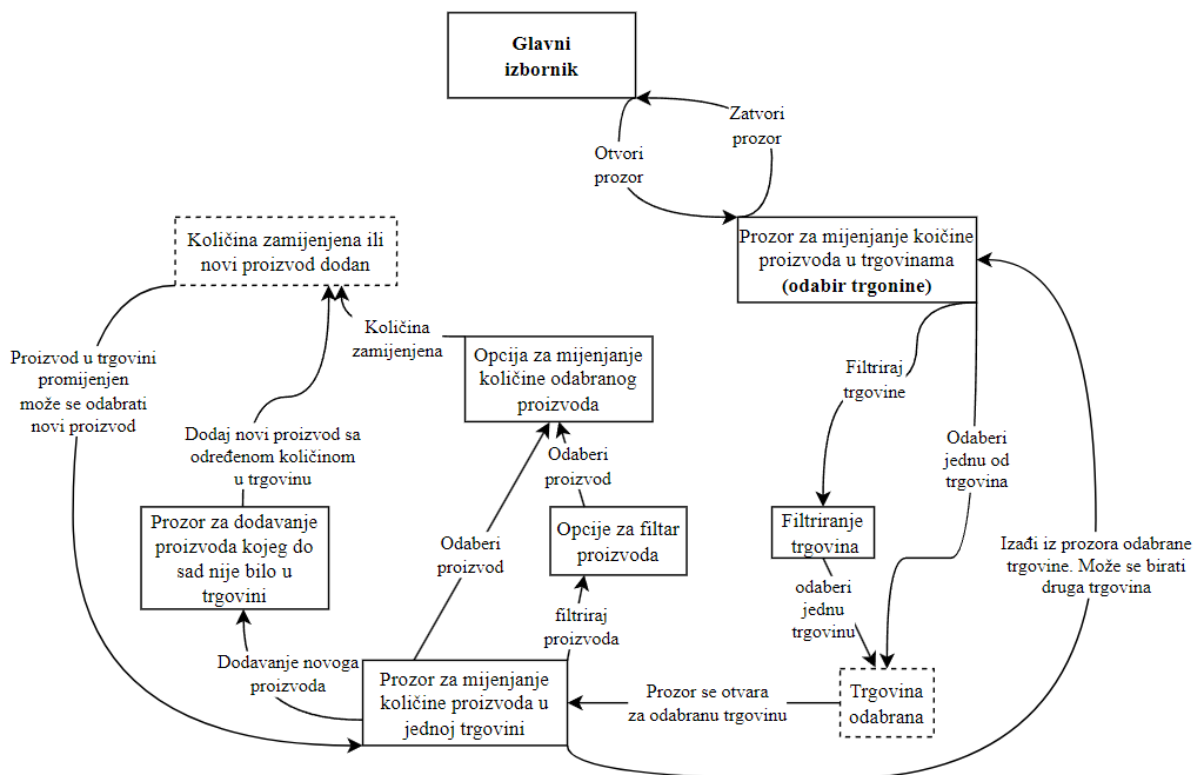 Glavni
izbornik
Zatvori
prozor
Otvori
prozor
Količina zamijenjena ili
novi proizvod dodan
Prozor za mijenjanje koičine
proizvoda u trgovinama
(odabir trgonine)
Količina
zamijenjena
Proizvod u trgovini
promijenjen
može se odabrati
novi proizvod
Opcija za mijenjanje
količine odabranog
proizvoda
Filtriraj
trgovine
Dodaj novi proizvod sa
određenom količinom
u trgovinu
Odaberi
proizvod
Odaberi
jednu od
trgovina
Prozor za dodavanje
proizvoda kojeg do
sad nije bilo u
trgovini
Odaberi
proizvod
Opcije za filtar
proizvoda
Filtriranje
trgovina
Izađi iz prozora odabrane
trgovine. Može se birati
druga trgovina
odaberi
jednu
trgovinu
filtriraj
proizvoda
Dodavanje novoga
proizvoda
Prozor za mijenjanje
količine proizvoda u
jednoj trgovini
Prozor se otvara
za odabranu trgovinu
Trgovina
odabrana